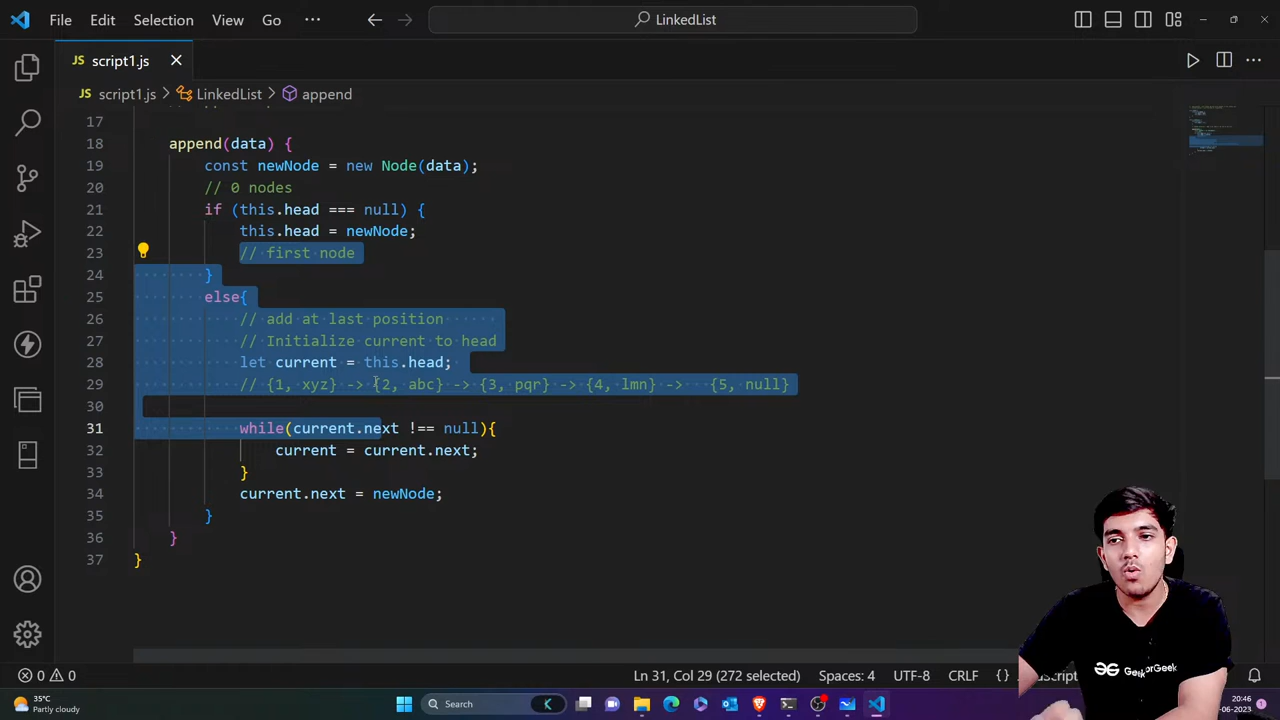 File Edit Selection View Go ··· LinkedList
JS script1.js
JS script1.js > LinkedList > append
17
18 append(data) {
19 const newNode = new Node(data);
20 // 0 nodes
21 if (this.head === null) {
22 this.head = newNode;
23 // first node
24 }
25 else{
26 // add at last position
27 // Initialize current to head
28 let current = this.head;
29 // {1, xyz} -> {2, abc} -> {3, pqr} -> {4, lmn} -> {5, null}
30
31 while(current.next !== null){
32 current = current.next;
33 }
34 current.next = newNode;
35 }
36 }
37 }
GeeksforGeek
0 0 Ln 31, Col 29 (272 selected) Spaces: 4 UTF-8 CRLF { }
35°C
Partly cloudy
Search
20:46
-06-2023